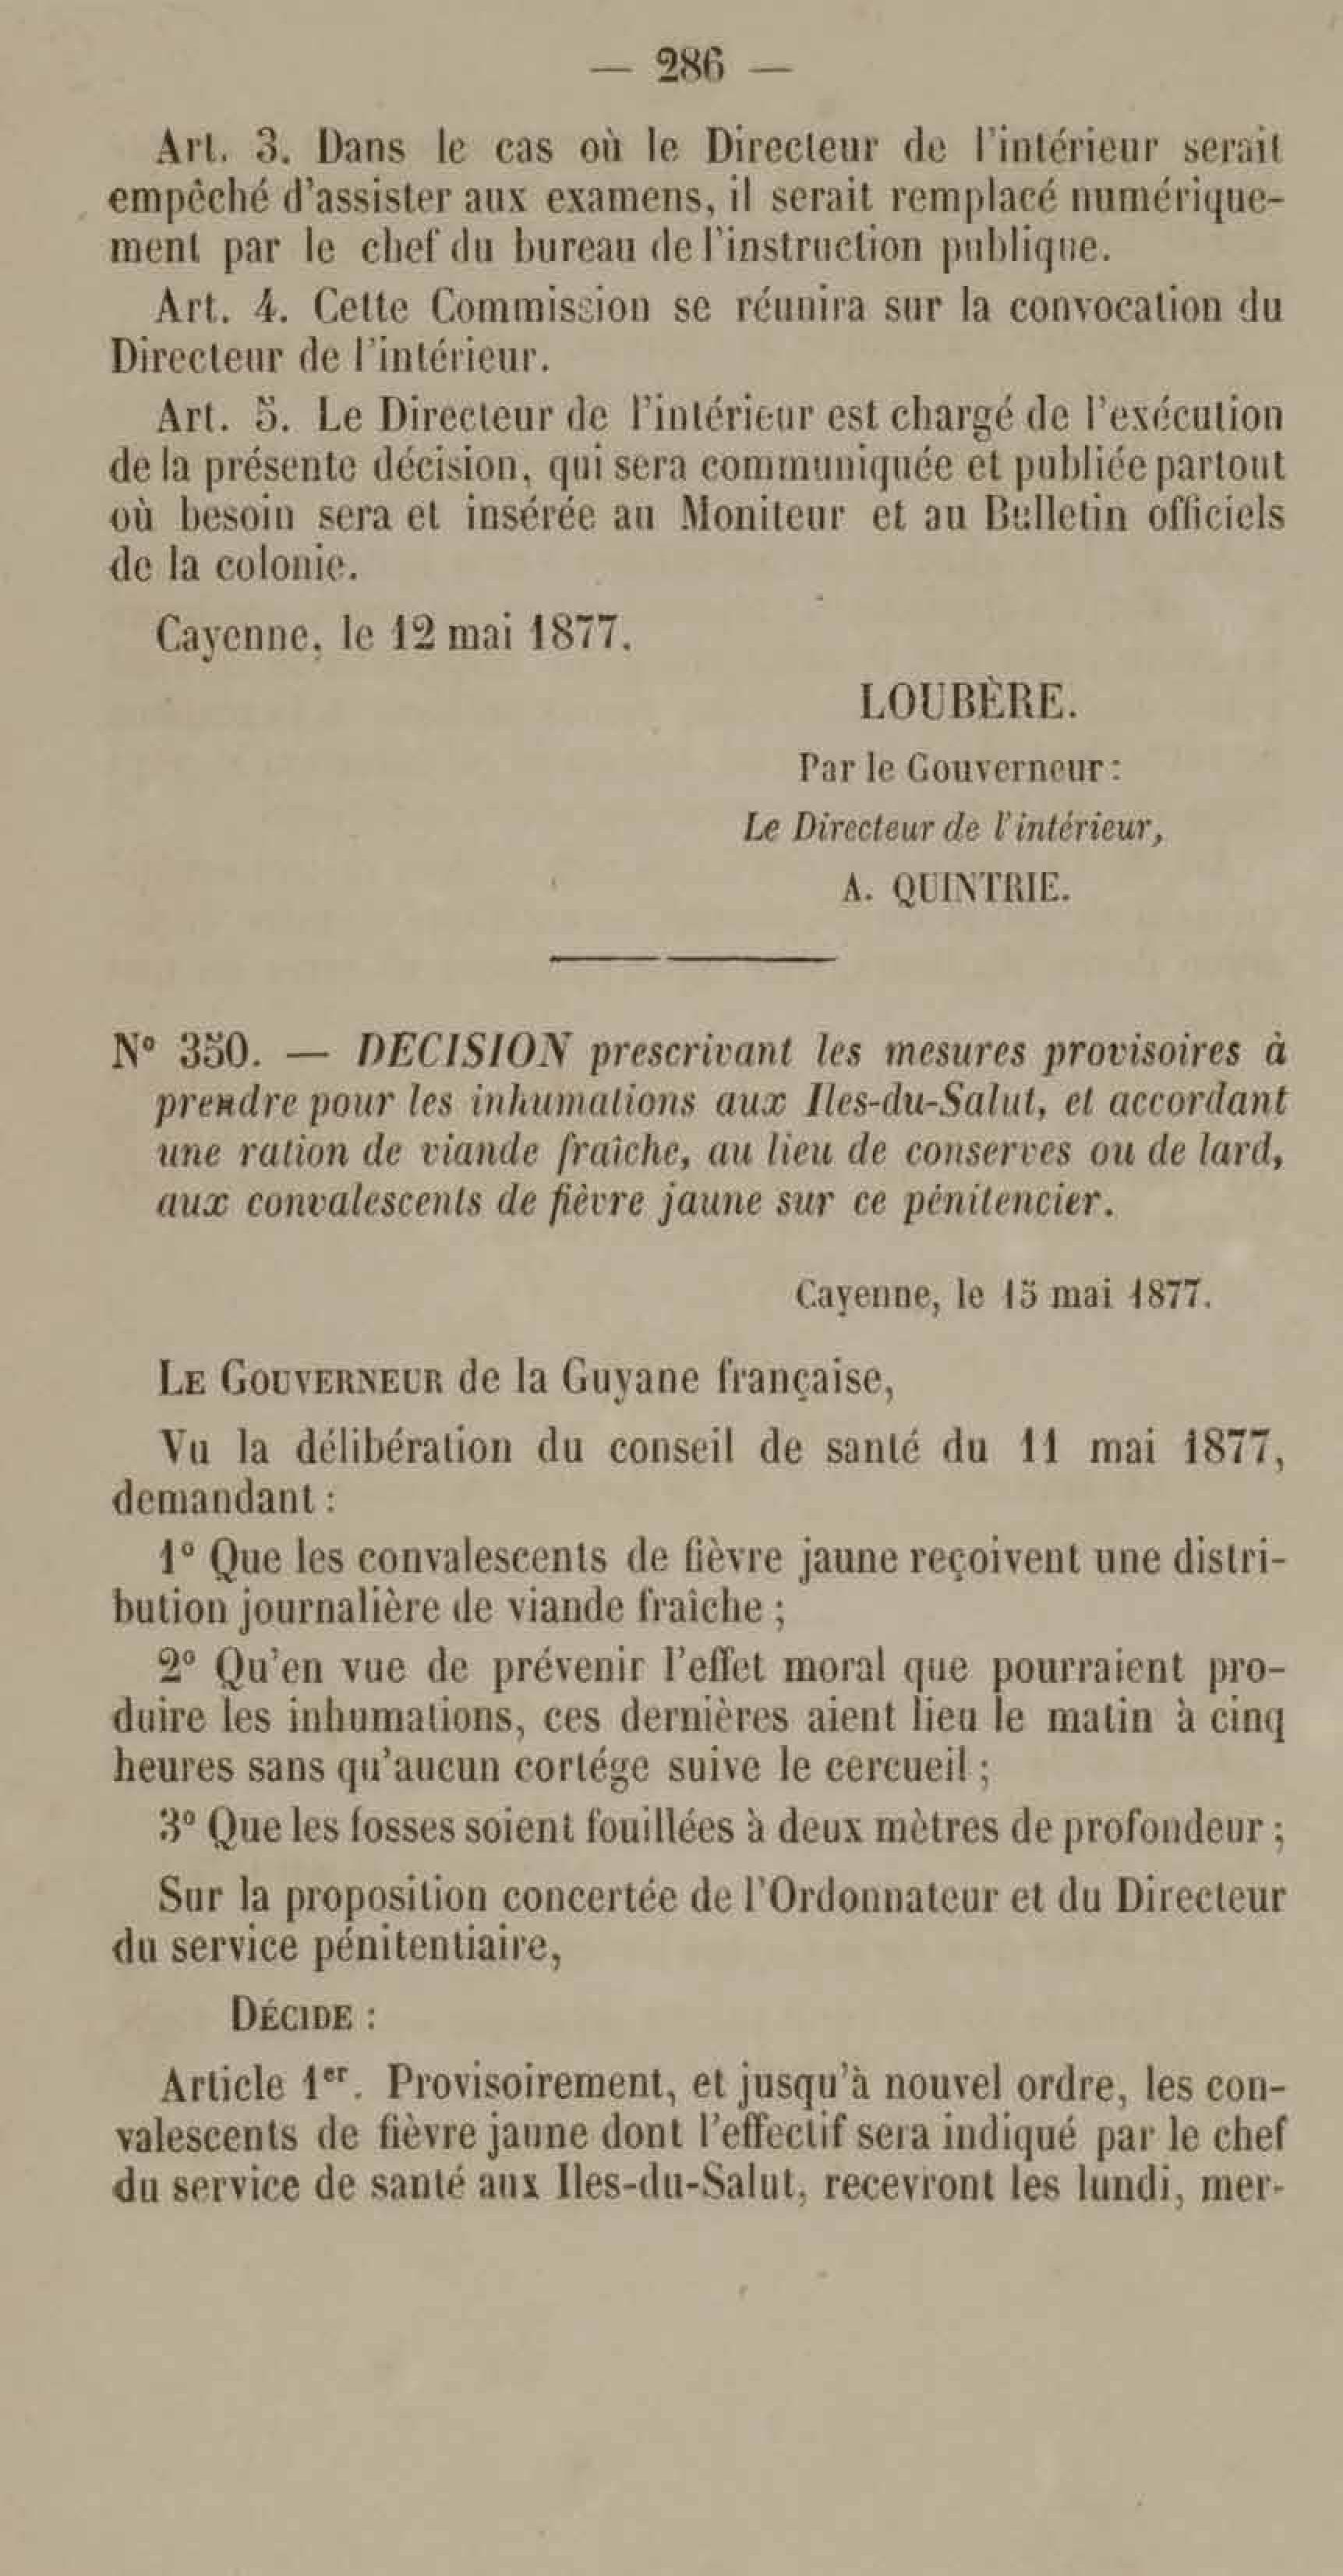 — 286 —
Art. 3. Dans le cas où le Directeur de l'intérieur serait
empêché d'assister aux examens, il serait remplacé numérique-
ment par le chef du bureau de l'instruction publique.
Art. 4. Cette Commission se réunira sur la convocation du
Directeur de l'intérieur.
Art. 5. Le Directeur de l'intérieur est chargé de l'exécution
de la présente décision, qui sera communiquée et publiée partout
où besoin sera et insérée au Moniteur et au Bulletin officiels
de la colonie.
Cayenne, le 12 mai 1877.
LOUBÈRE.
Par le Gouverneur :
Le Directeur de l'intérieur,
A. QUINTRIE.
N° 350. — DÉCISION prescrivant les mesures provisoires à
prendre pour les inhumations aux Iles-du-Salut, et accordant
une ration de viande fraîche, au lieu de conserves ou de lard,
aux convalescents de fièvre jaune sur ce pénitencier.
Cayenne, le 15 mai 1877.
LE GOUVERNEUR de la Guyane française,
Vu la délibération du conseil de santé du 11 mai 1877,
demandant :
1° Que les convalescents de fièvre jaune reçoivent une distri-
bution journalière de viande fraîche ;
2° Qu'en vue de prévenir l'effet moral que pourraient pro-
duire les inhumations, ces dernières aient lieu le matin à cinq
heures sans qu'aucun cortége suive le cercueil ;
3° Que les fosses soient fouillées à deux mètres de profondeur ;
Sur la proposition concertée de l'Ordonnateur et du Directeur
du service pénitentiaire,
DÉCIDE :
Article 1er. Provisoirement, et jusqu'à nouvel ordre, les con-
valescents de fièvre jaune dont l'effectif sera indiqué par le chef
du service de santé aux Iles-du-Salut, recevront les lundi, mer-